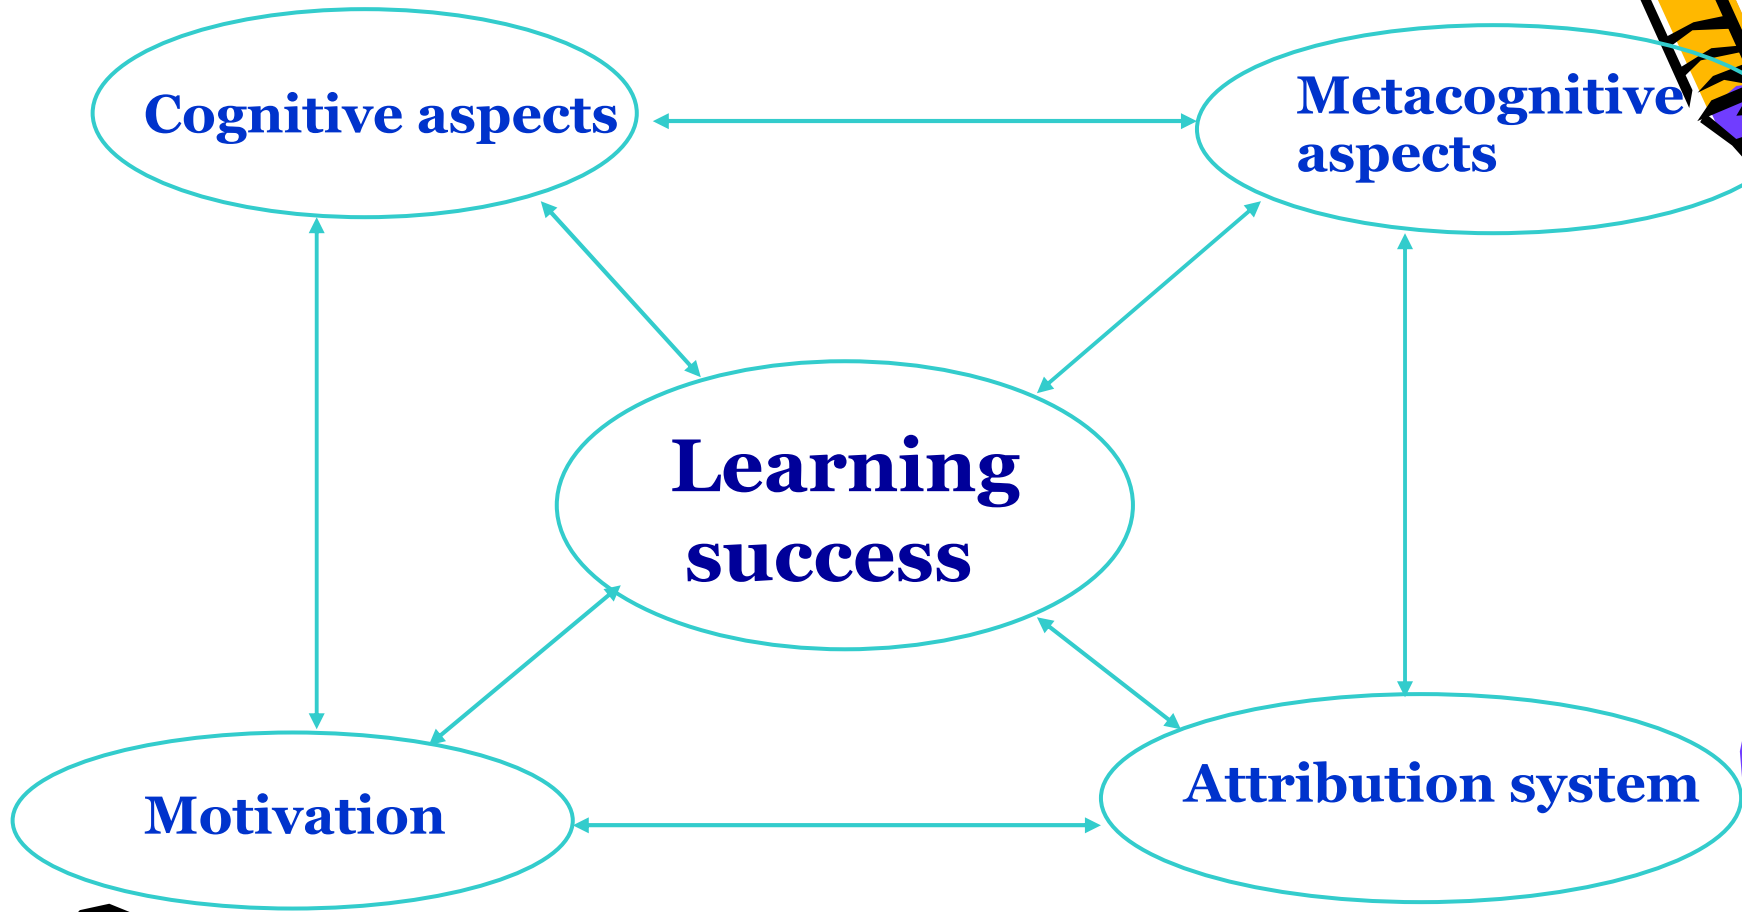 Cognitive aspects
Metacognitive
aspects
Learning
success
Motivation
Attribution system